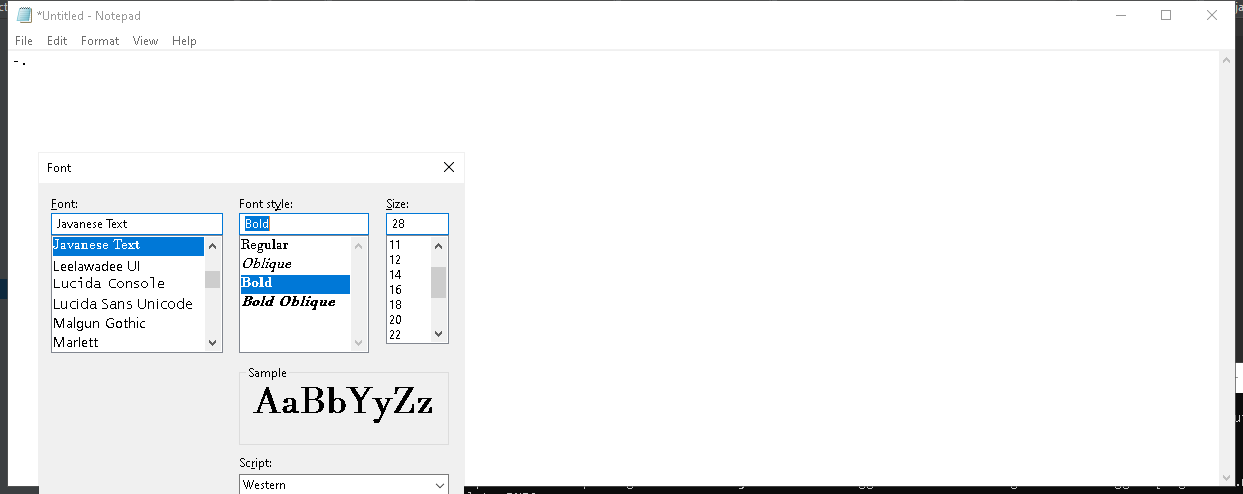 *Untitled - Notepad
File Edit Format View Help
-.
Font
Font: Font style: Size:
Javanese Text Bold 28
Javanese Text Regular 11
Leelawadee UI Oblique 12
Lucida Console Bold 14
Lucida Sans Unicode Bold Oblique 16
Malgun Gothic 18
Marlett 20
22
Sample
AaBbYyZz
Script:
Western